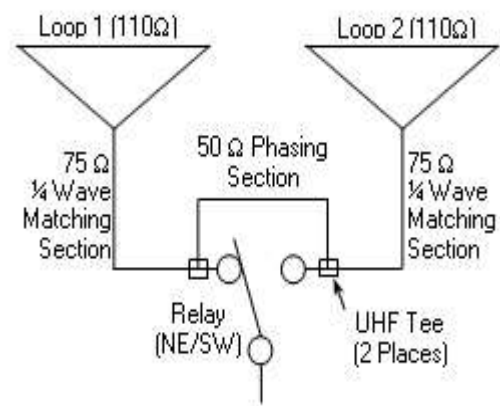 Loop 1 (110Ω)
Loop 2 (110Ω)
75 Ω
¼ Wave
Matching
Section
50 Ω Phasing
Section
75 Ω
¼ Wave
Matching
Section
Relay
(NE/SW)
UHF Tee
(2 Places)